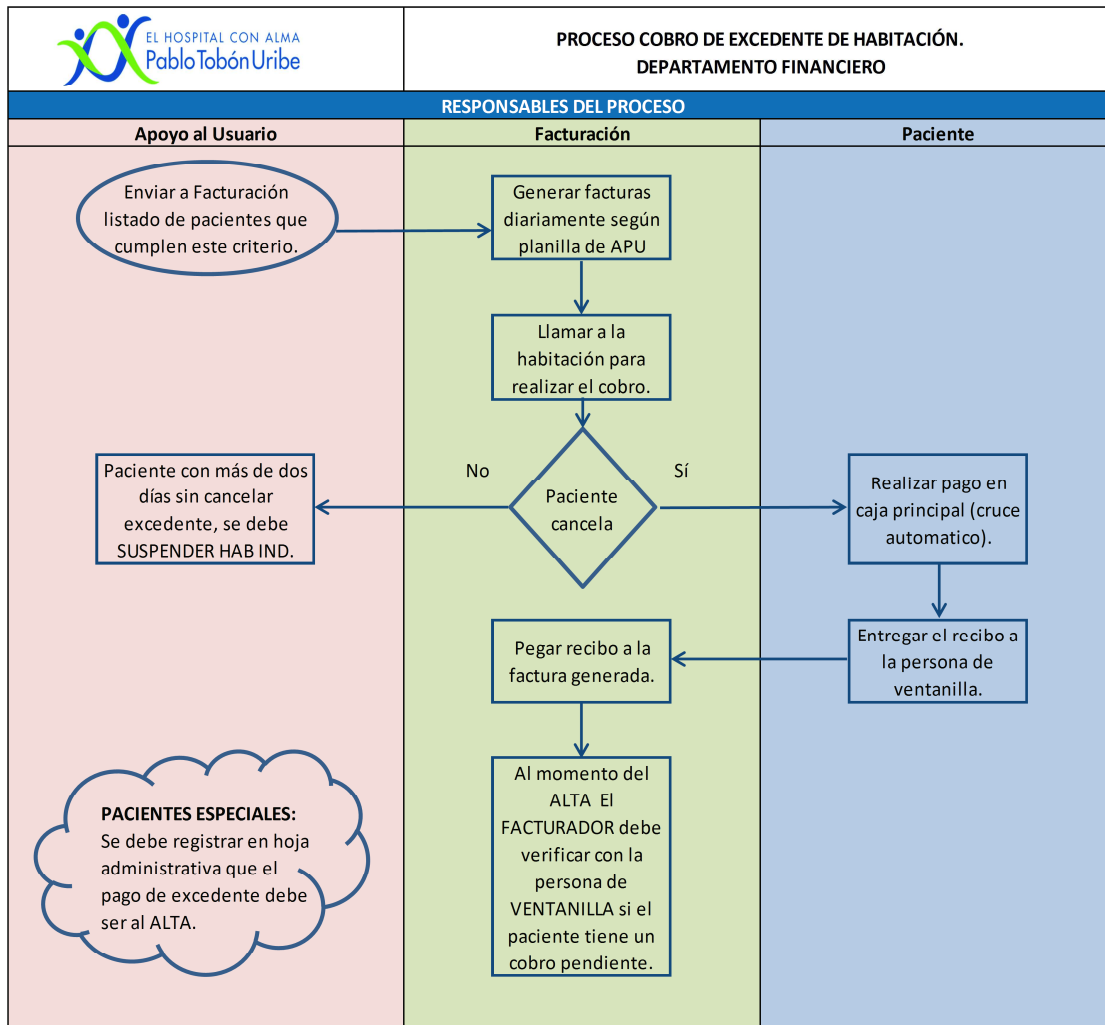 EL HOSPITAL CON ALMA
Pablo Tobón Uribe
PROCESO COBRO DE EXCEDENTE DE HABITACIÓN.
DEPARTAMENTO FINANCIERO
RESPONSABLES DEL PROCESO
Apoyo al Usuario
Facturación
Paciente
Enviar a Facturación
listado de pacientes que
cumplen este criterio.
Generar facturas
diariamente según
planilla de APU
Llamar a la
habitación para
realizar el cobro.
No
Paciente
cancela
Sí
Paciente con más de dos
días sin cancelar
excedente, se debe
SUSPENDER HAB IND.
Realizar pago en
caja principal (cruce
automatico).
Entregar el recibo a
la persona de
ventanilla.
Pegar recibo a la
factura generada.
Al momento del
ALTA El
FACTURADOR debe
verificar con la
persona de
VENTANILLA si el
paciente tiene un
cobro pendiente.
PACIENTES ESPECIALES:
Se debe registrar en hoja
administrativa que el
pago de excedente debe
ser al ALTA.